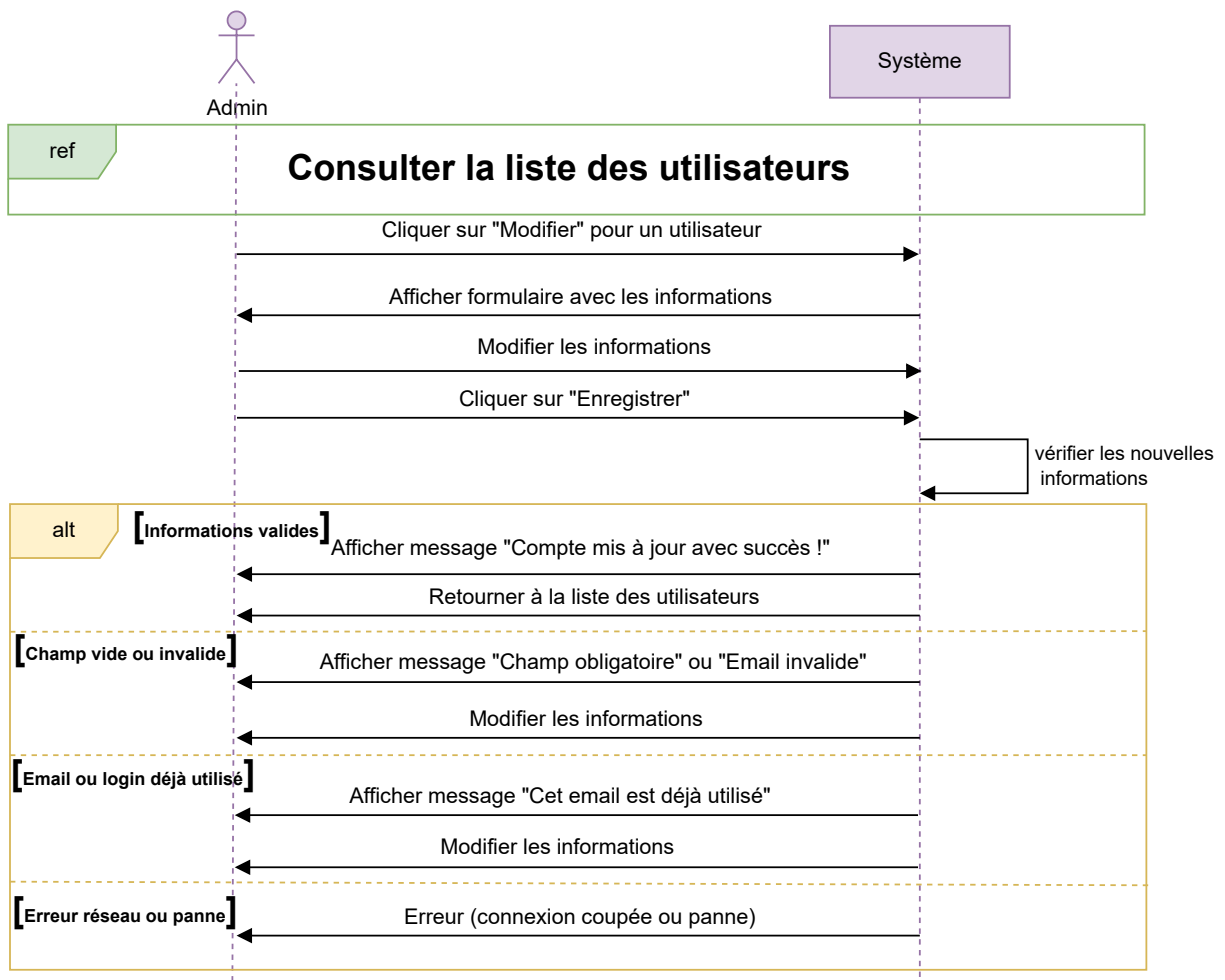 Système
Admin
ref
Consulter la liste des utilisateurs
Cliquer sur "Modifier" pour un utilisateur
Afficher formulaire avec les informations
Modifier les informations
Cliquer sur "Enregistrer"
vérifier les nouvelles
informations
alt
[Informations valides]
Afficher message "Compte mis à jour avec succès !"
Retourner à la liste des utilisateurs
[Champ vide ou invalide]
Afficher message "Champ obligatoire" ou "Email invalide"
Modifier les informations
[Email ou login déjà utilisé]
Afficher message "Cet email est déjà utilisé"
Modifier les informations
[Erreur réseau ou panne]
Erreur (connexion coupée ou panne)